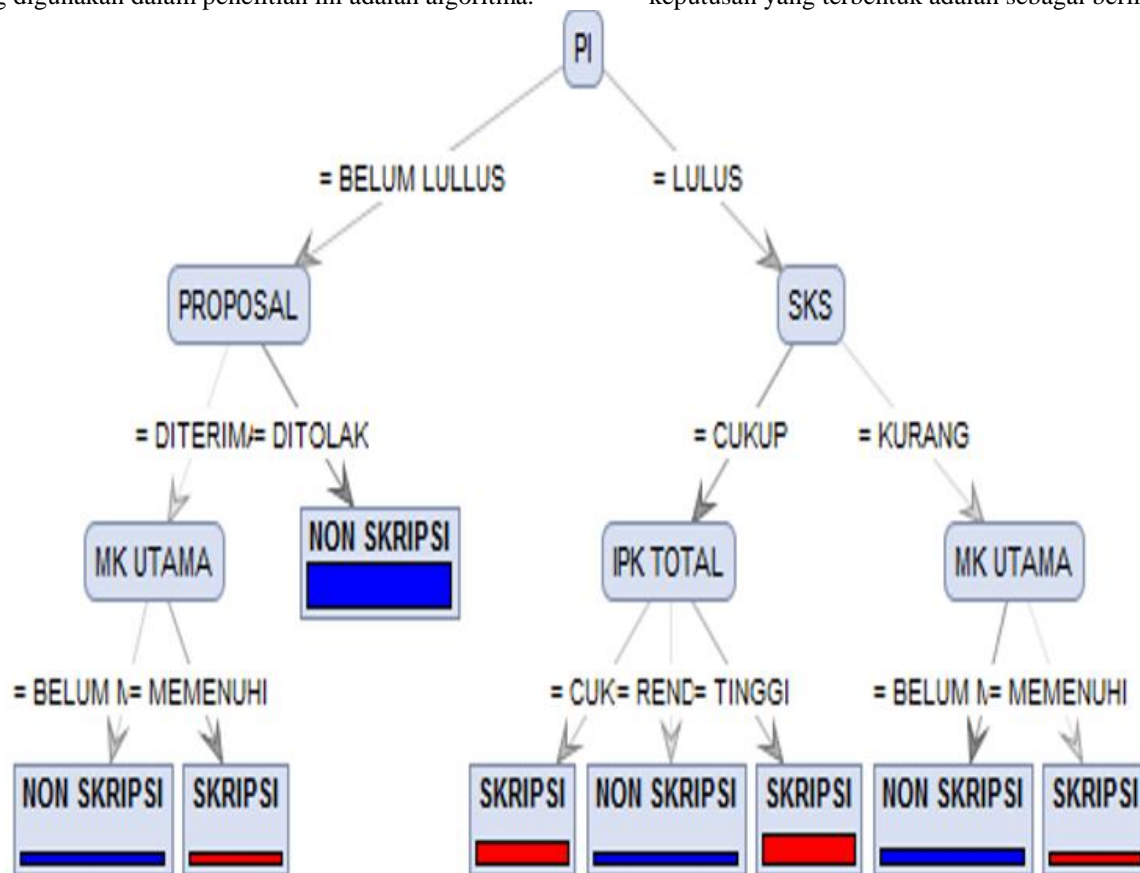 digunakan dalam penelitian ini adalah algoritma.
keputusan yang terbentuk adalah sebagai
PI
= BELUM LULLUS
= LULUS
PROPOSAL
SKS
= DITERIMA
= DITOLAK
= CUKUP
= KURANG
MK UTAMA
NON SKRIPSI
IPK TOTAL
MK UTAMA
= BELUM
= MEMENUHI
= CUK
= REND
= TINGGI
= BELUM
= MEMENUHI
NON SKRIPSI
SKRIPSI
SKRIPSI
NON SKRIPSI
SKRIPSI
NON SKRIPSI
SKRIPSI